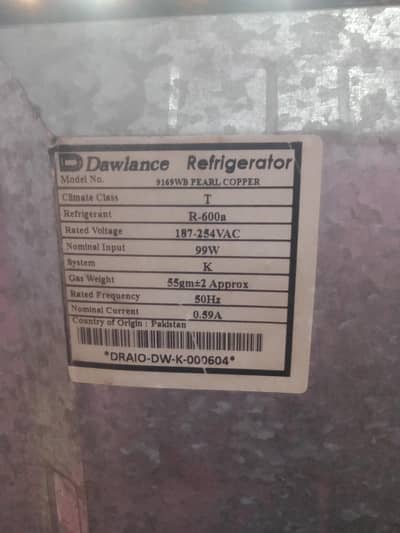 Dawlance Refrigerator
Model No. 9169WB PEARL COPPER
Climate Class T
Refrigerant R-600a
Rated Voltage 187-254VAC
Nominal Input 99W
System K
Gas Weight 55gm±2 Approx
Rated Frequency 50Hz
Nominal Current 0.59A
Country of Origin : Pakistan
*DRAIO-DW-K-000604*